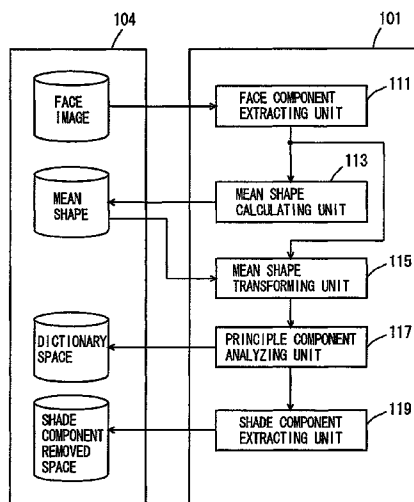 104
101
FACE
IMAGE
FACE COMPONENT
EXTRACTING UNIT
111
113
MEAN
SHAPE
MEAN SHAPE
CALCULATING UNIT
MEAN SHAPE
TRANSFORMING UNIT
115
DICTIONARY
SPACE
PRINCIPLE COMPONENT
ANALYZING UNIT
117
SHADE
COMPONENT
REMOVED
SPACE
SHADE COMPONENT
EXTRACTING UNIT
119